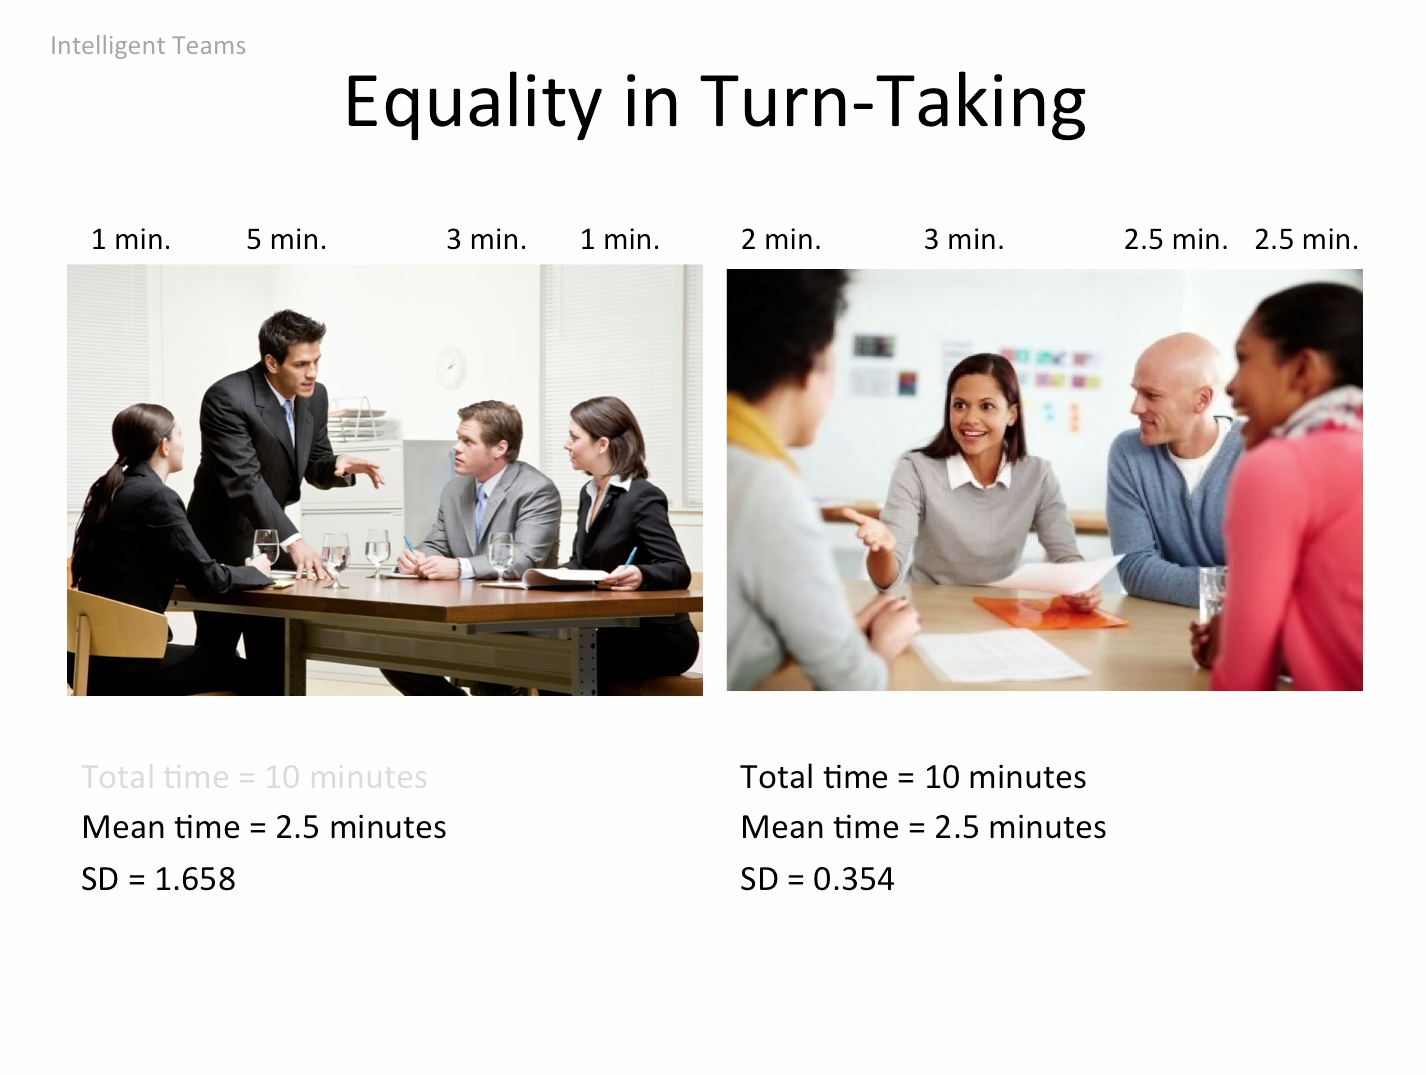 Intelligent Teams
Equality in Turn-Taking
1 min. 5 min. 3 min. 1 min. 2 min. 3 min. 2.5 min. 2.5 min.
Total time = 10 minutes
Mean time = 2.5 minutes
SD = 1.658
Total time = 10 minutes
Mean time = 2.5 minutes
SD = 0.354